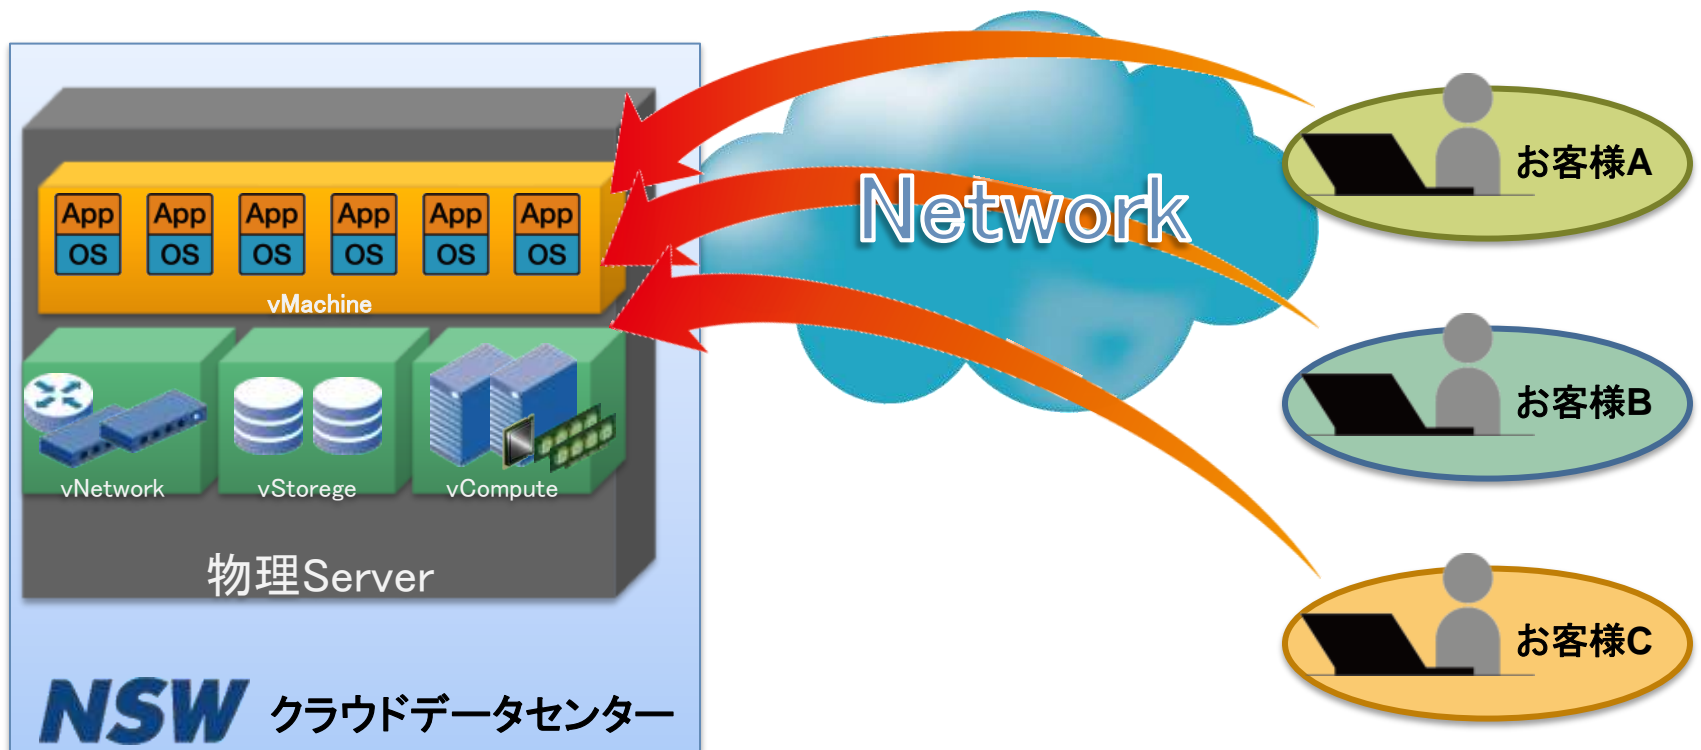 App App App App App App
OS OS OS OS OS OS
vMachine
vNetwork vStorege vCompute
物理Server
NSW クラウドデータセンター
Network
お客様A
お客様B
お客様C